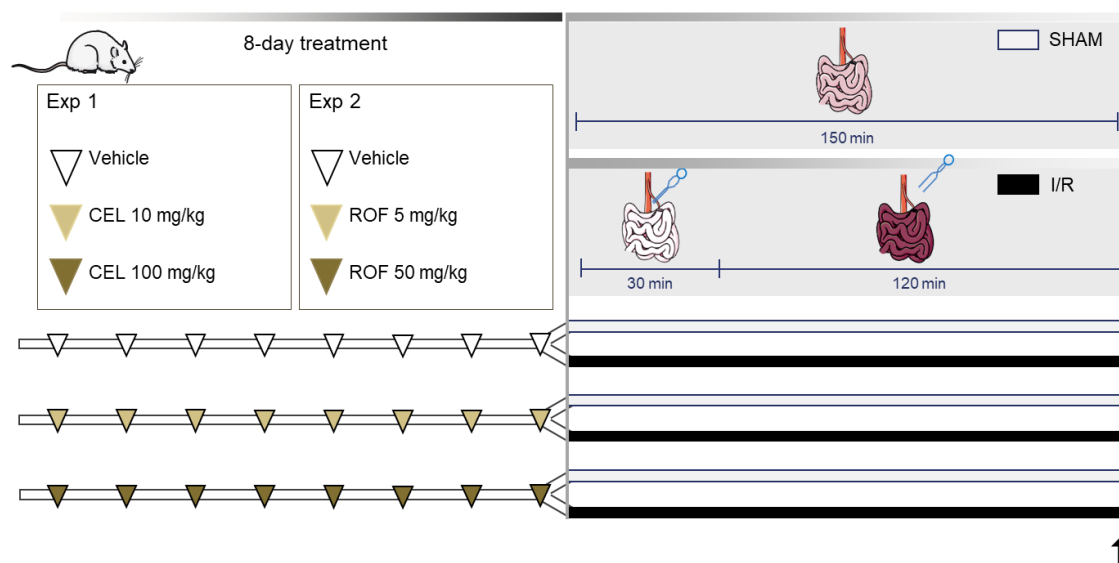 8-day treatment
Exp 1
Vehicle
CEL 10 mg/kg
CEL 100 mg/kg
Exp 2
Vehicle
ROF 5 mg/kg
ROF 50 mg/kg
SHAM
150 min
I/R
30 min
120 min